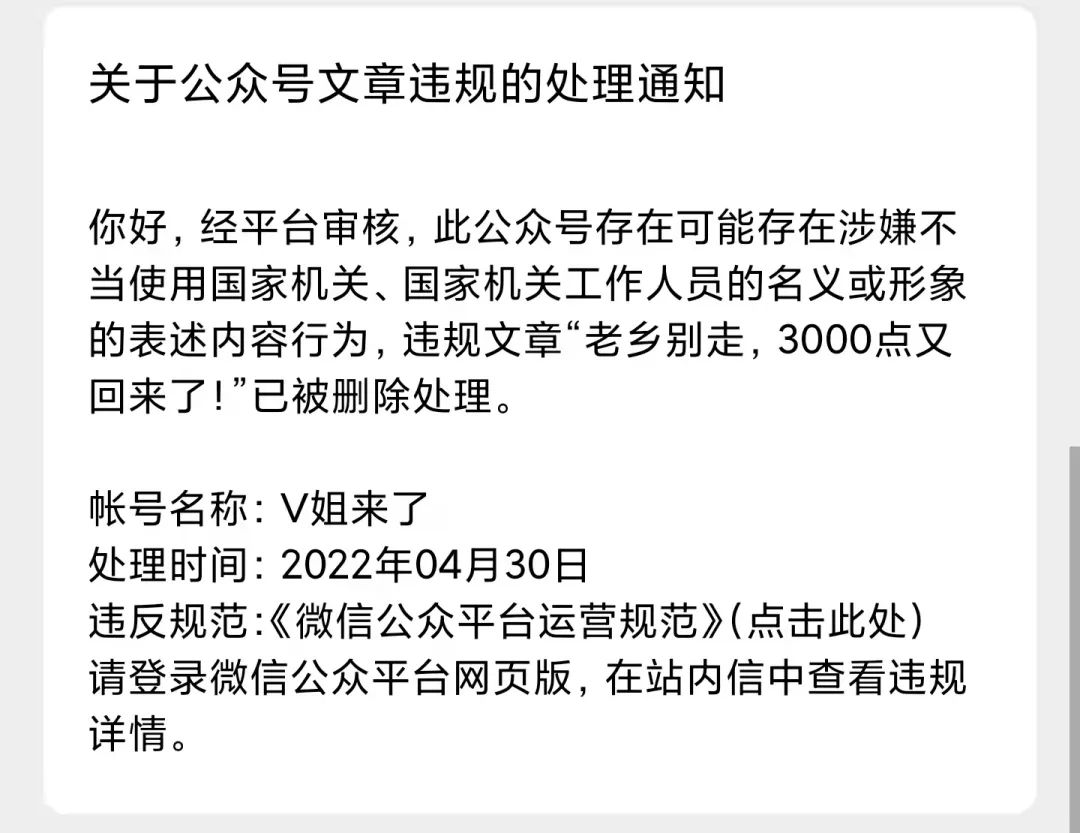 关于公众号文章违规的处理通知
你好，经平台审核，此公众号存在可能存在涉嫌不
当使用国家机关、国家机关工作人员的名义或形象
的表述内容行为，违规文章“老乡别走，3000点又
回来了！”已被删除处理。
帐号名称：V姐来了
处理时间：2022年04月30日
违反规范：《微信公众平台运营规范》（点击此处）
请登录微信公众平台网页版，在站内信中查看违规
详情。